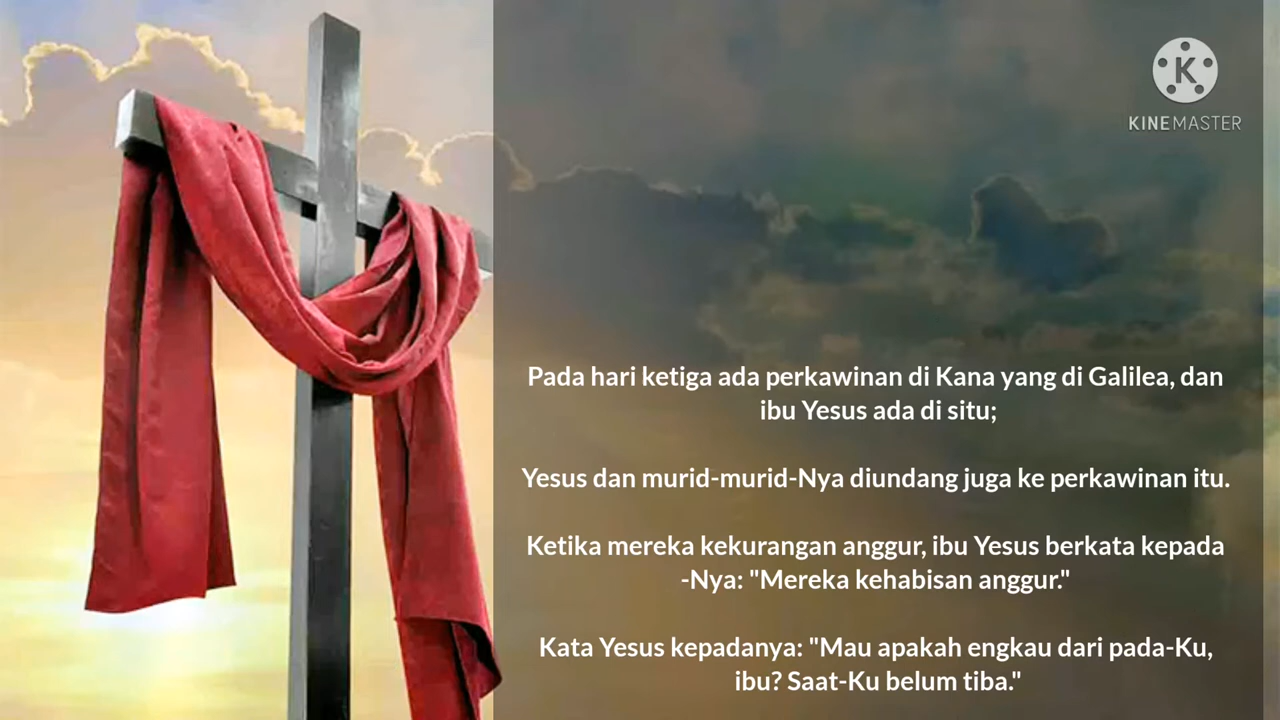 K
KINEMASTER
Pada hari ketiga ada perkawinan di Kana yang di Galilea, dan
ibu Yesus ada di situ;
Yesus dan murid-murid-Nya diundang juga ke perkawinan itu.
Ketika mereka kekurangan anggur, ibu Yesus berkata kepada
-Nya: "Mereka kehabisan anggur."
Kata Yesus kepadanya: "Mau apakah engkau dari pada-Ku,
ibu? Saat-Ku belum tiba."